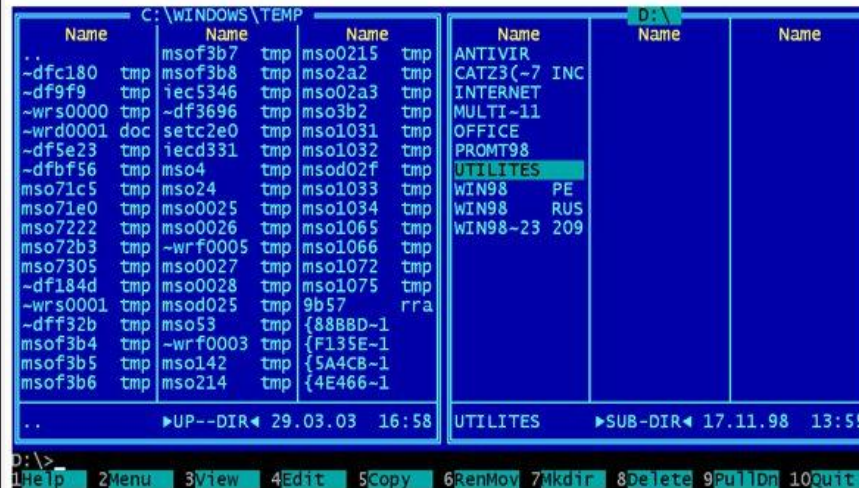 C:\WINDOWS\TEMP
Name Name Name
.. msof3b7 tmp mso0215 tmp
~dfc180 tmp msof3b8 tmp mso2a2 tmp
~df9f9 tmp iec5346 tmp mso02a3 tmp
~wrs0000 tmp ~df3696 tmp mso3b2 tmp
~wrd0001 doc setc2e0 tmp mso1031 tmp
~df5e23 tmp iecd331 tmp mso1032 tmp
~dfbf56 tmp mso4 tmp msod02f tmp
mso71c5 tmp mso24 tmp mso1033 tmp
mso71e0 tmp mso0025 tmp mso1034 tmp
mso7222 tmp mso0026 tmp mso1065 tmp
mso72b3 tmp ~wrf0005 tmp mso1066 tmp
mso7305 tmp mso0027 tmp mso1072 tmp
~df184d tmp mso0028 tmp mso1075 tmp
~wrs0001 tmp msod025 tmp 9b57 rra
~dff32b tmp mso53 tmp {88BBD~1
msof3b4 tmp ~wrf0003 tmp {F135E~1
msof3b5 tmp mso142 tmp {5A4CB~1
msof3b6 tmp mso214 tmp {4E466~1
.. ►UP--DIR◄ 29.03.03 16:58
D:\
Name Name Name
ANTIVIR
CATZ3(~7 INC
INTERNET
MULTI~11
OFFICE
PROMT98
UTILITES
WIN98 PE
WIN98 RUS
WIN98~23 209
UTILITES ►SUB-DIR◄ 17.11.98 13:55
D:\>_
1Help 2Menu 3View 4Edit 5Copy 6RenMov 7Mkdir 8Delete 9PullDn 10Quit